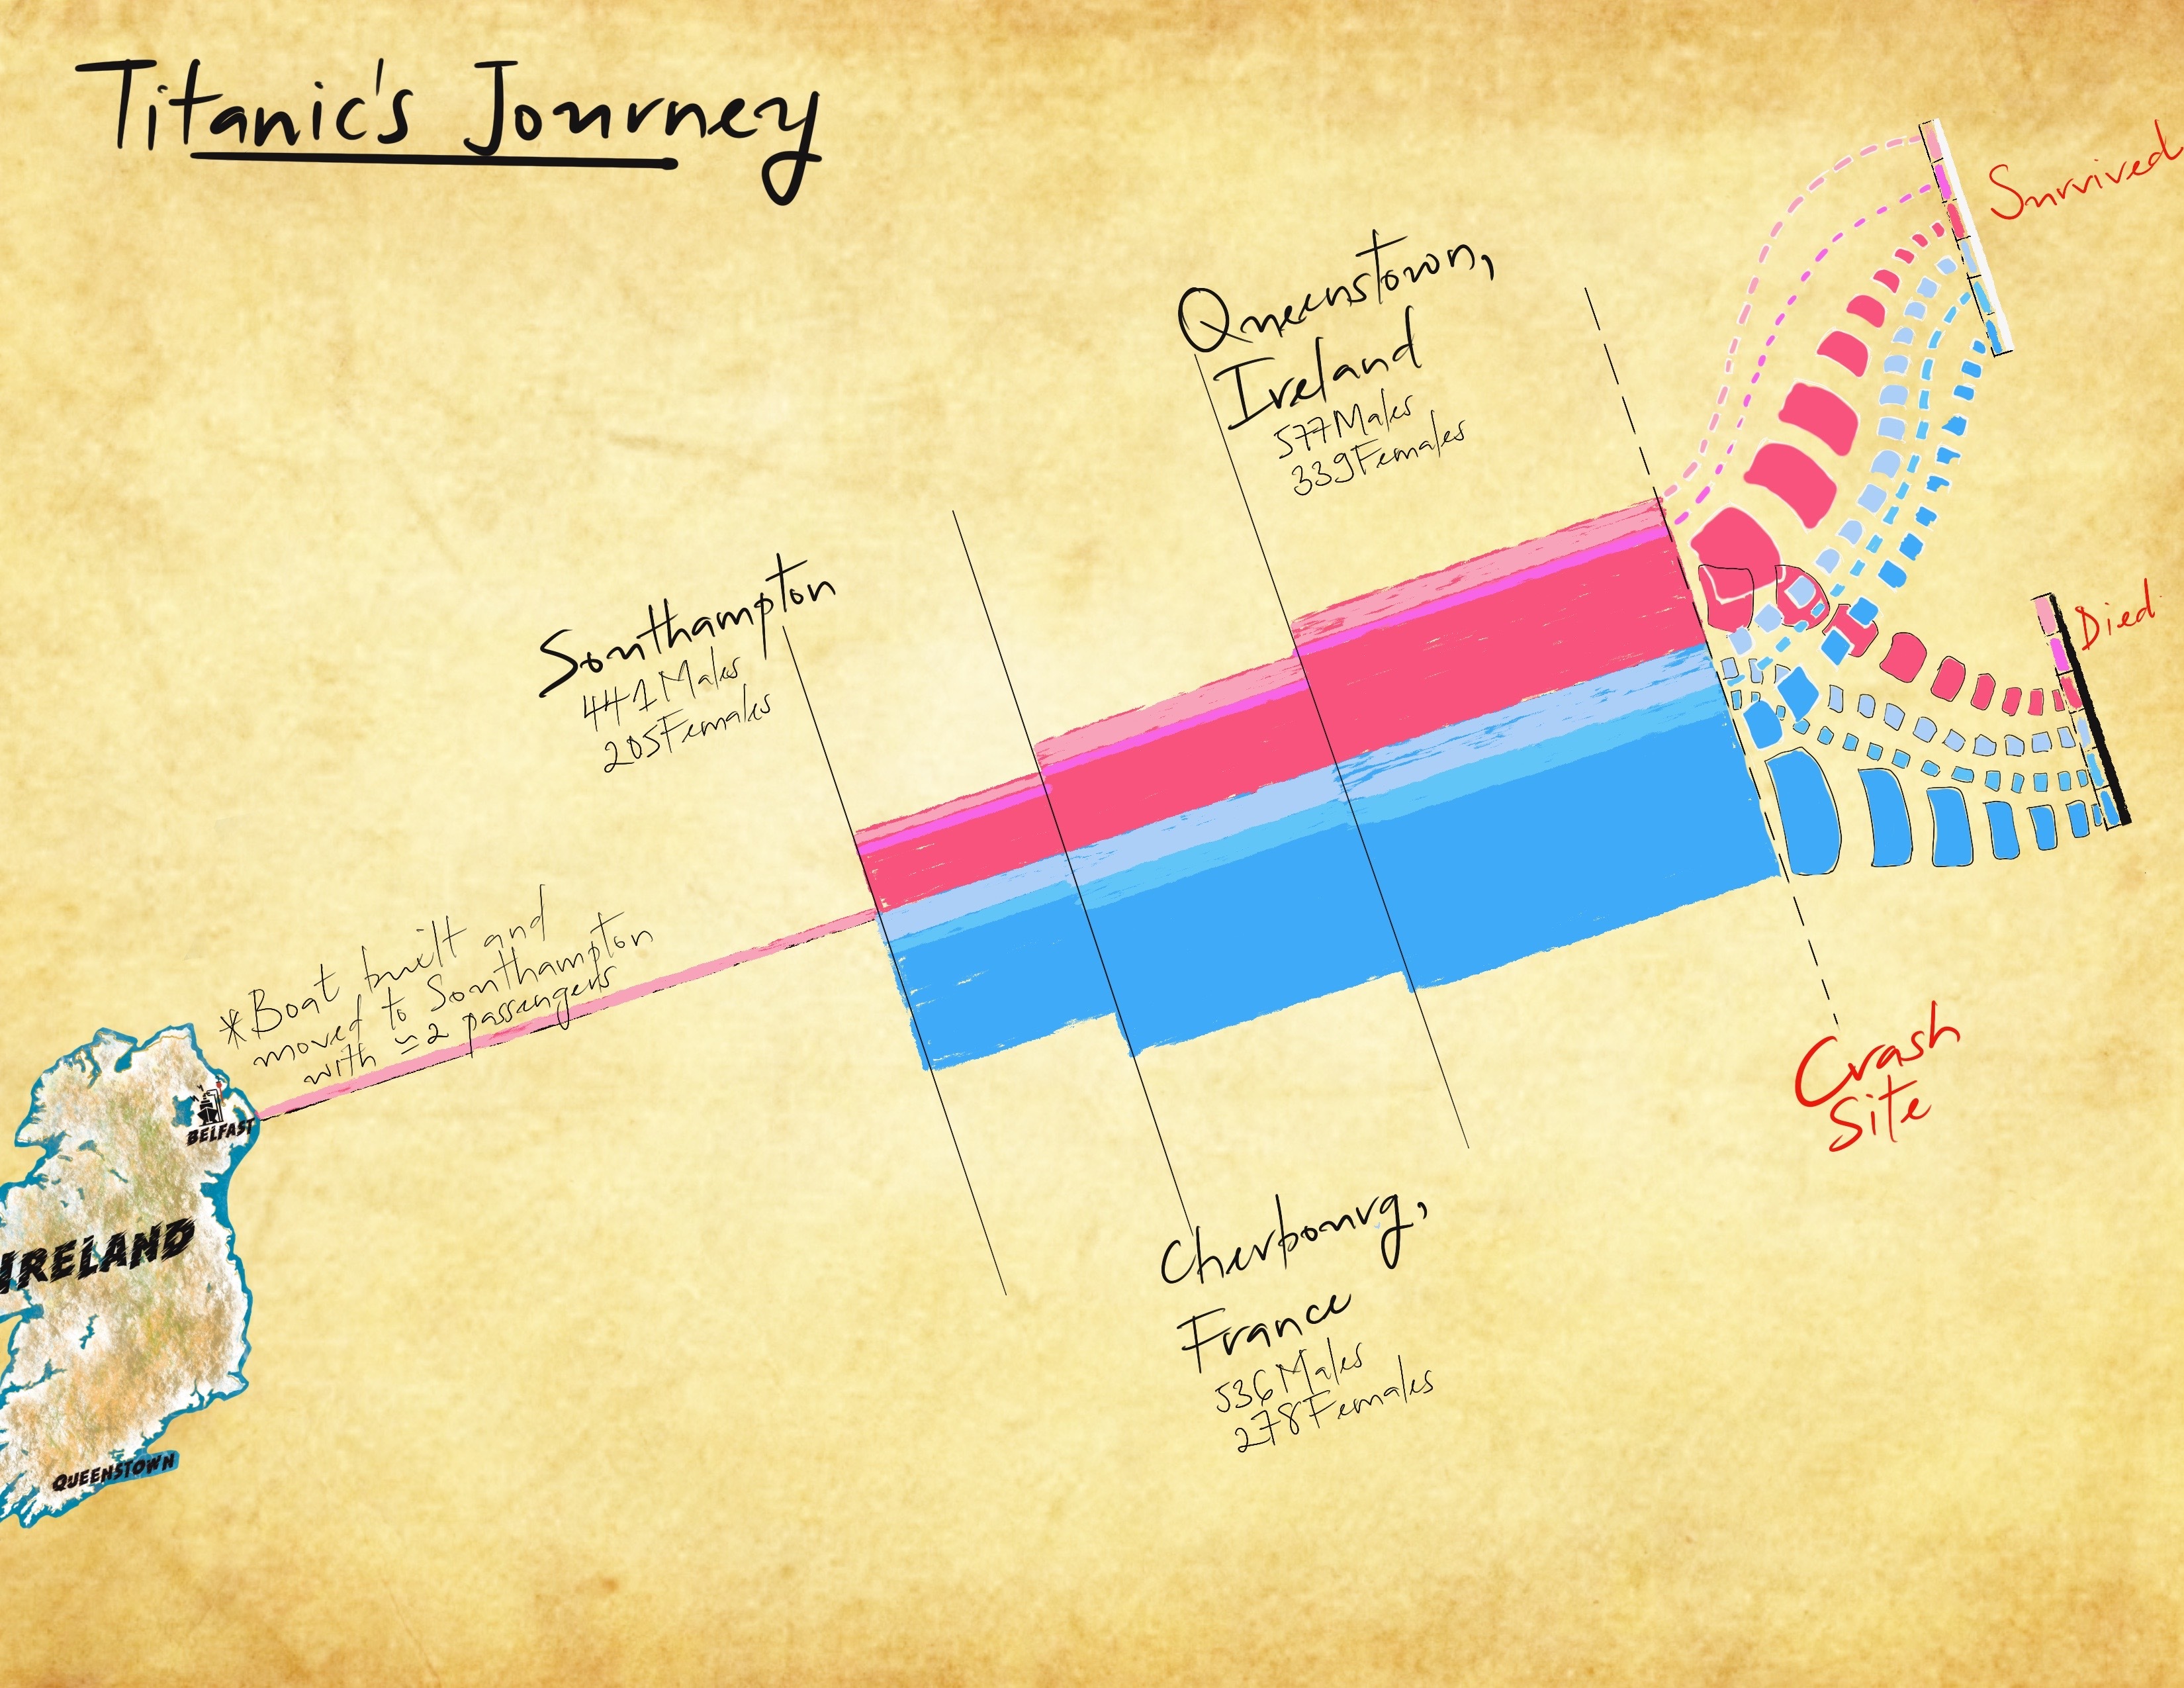 Titanic's Journey
Survived
Queenstown,
Ireland
577 Males
339 Females
Southampton
441 Males
205 Females
Died
*Boat built and
moved to Southampton
with ≃2 passengers
Crash
Site
BELFAST
IRELAND
Cherbourg,
France
536 Males
278 Females
QUEENSTOWN